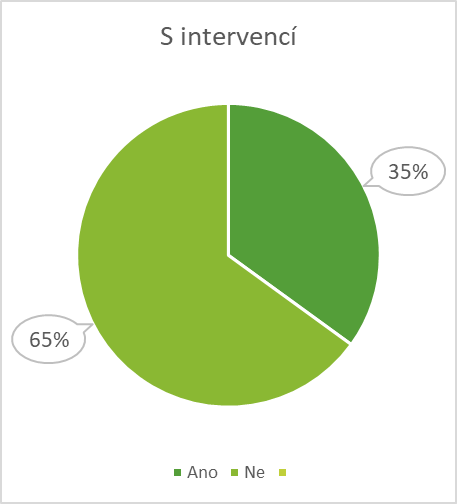 S intervencí
35%
65%
Ano Ne